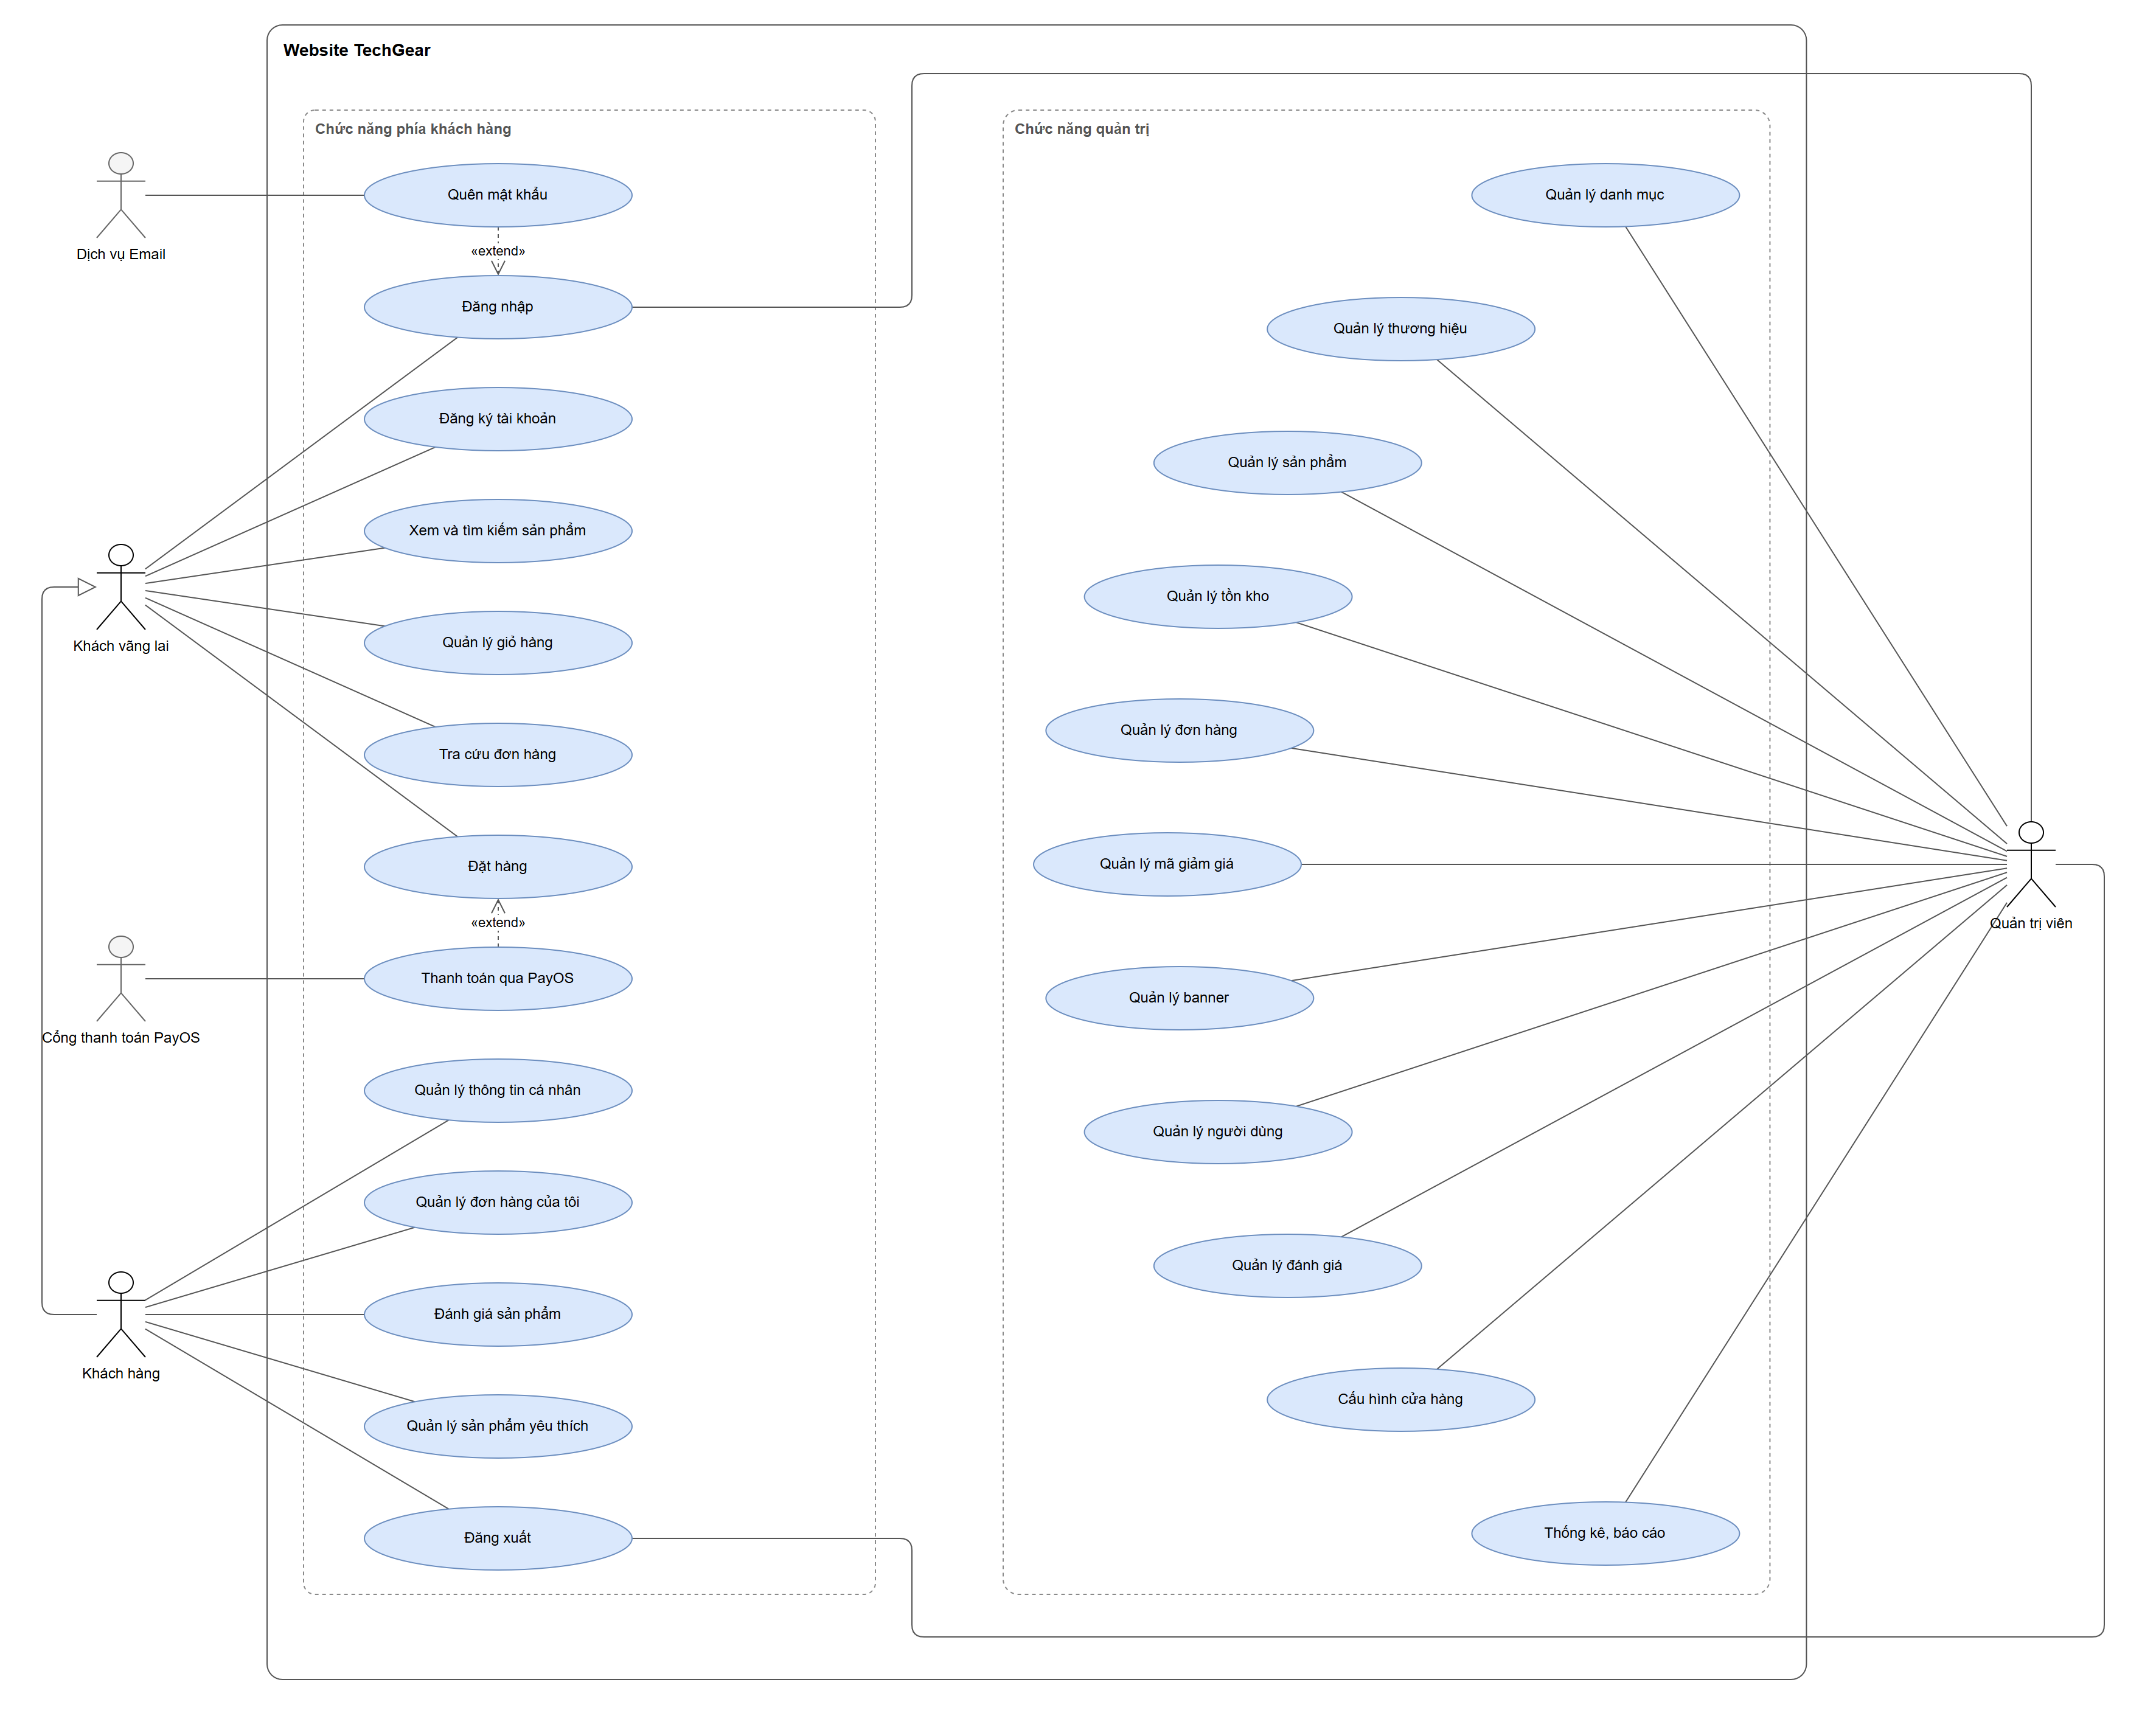 Website TechGear
Chức năng phía khách hàng
Chức năng quản trị
Dịch vụ Email
Quên mật khẩu
«extend»
Đăng nhập
Đăng ký tài khoản
Xem và tìm kiếm sản phẩm
Khách vãng lai
Quản lý giỏ hàng
Tra cứu đơn hàng
Đặt hàng
«extend»
Thanh toán qua PayOS
Cổng thanh toán PayOS
Quản lý thông tin cá nhân
Quản lý đơn hàng của tôi
Đánh giá sản phẩm
Khách hàng
Quản lý sản phẩm yêu thích
Đăng xuất
Quản lý danh mục
Quản lý thương hiệu
Quản lý sản phẩm
Quản lý tồn kho
Quản lý đơn hàng
Quản lý mã giảm giá
Quản trị viên
Quản lý banner
Quản lý người dùng
Quản lý đánh giá
Cấu hình cửa hàng
Thống kê, báo cáo